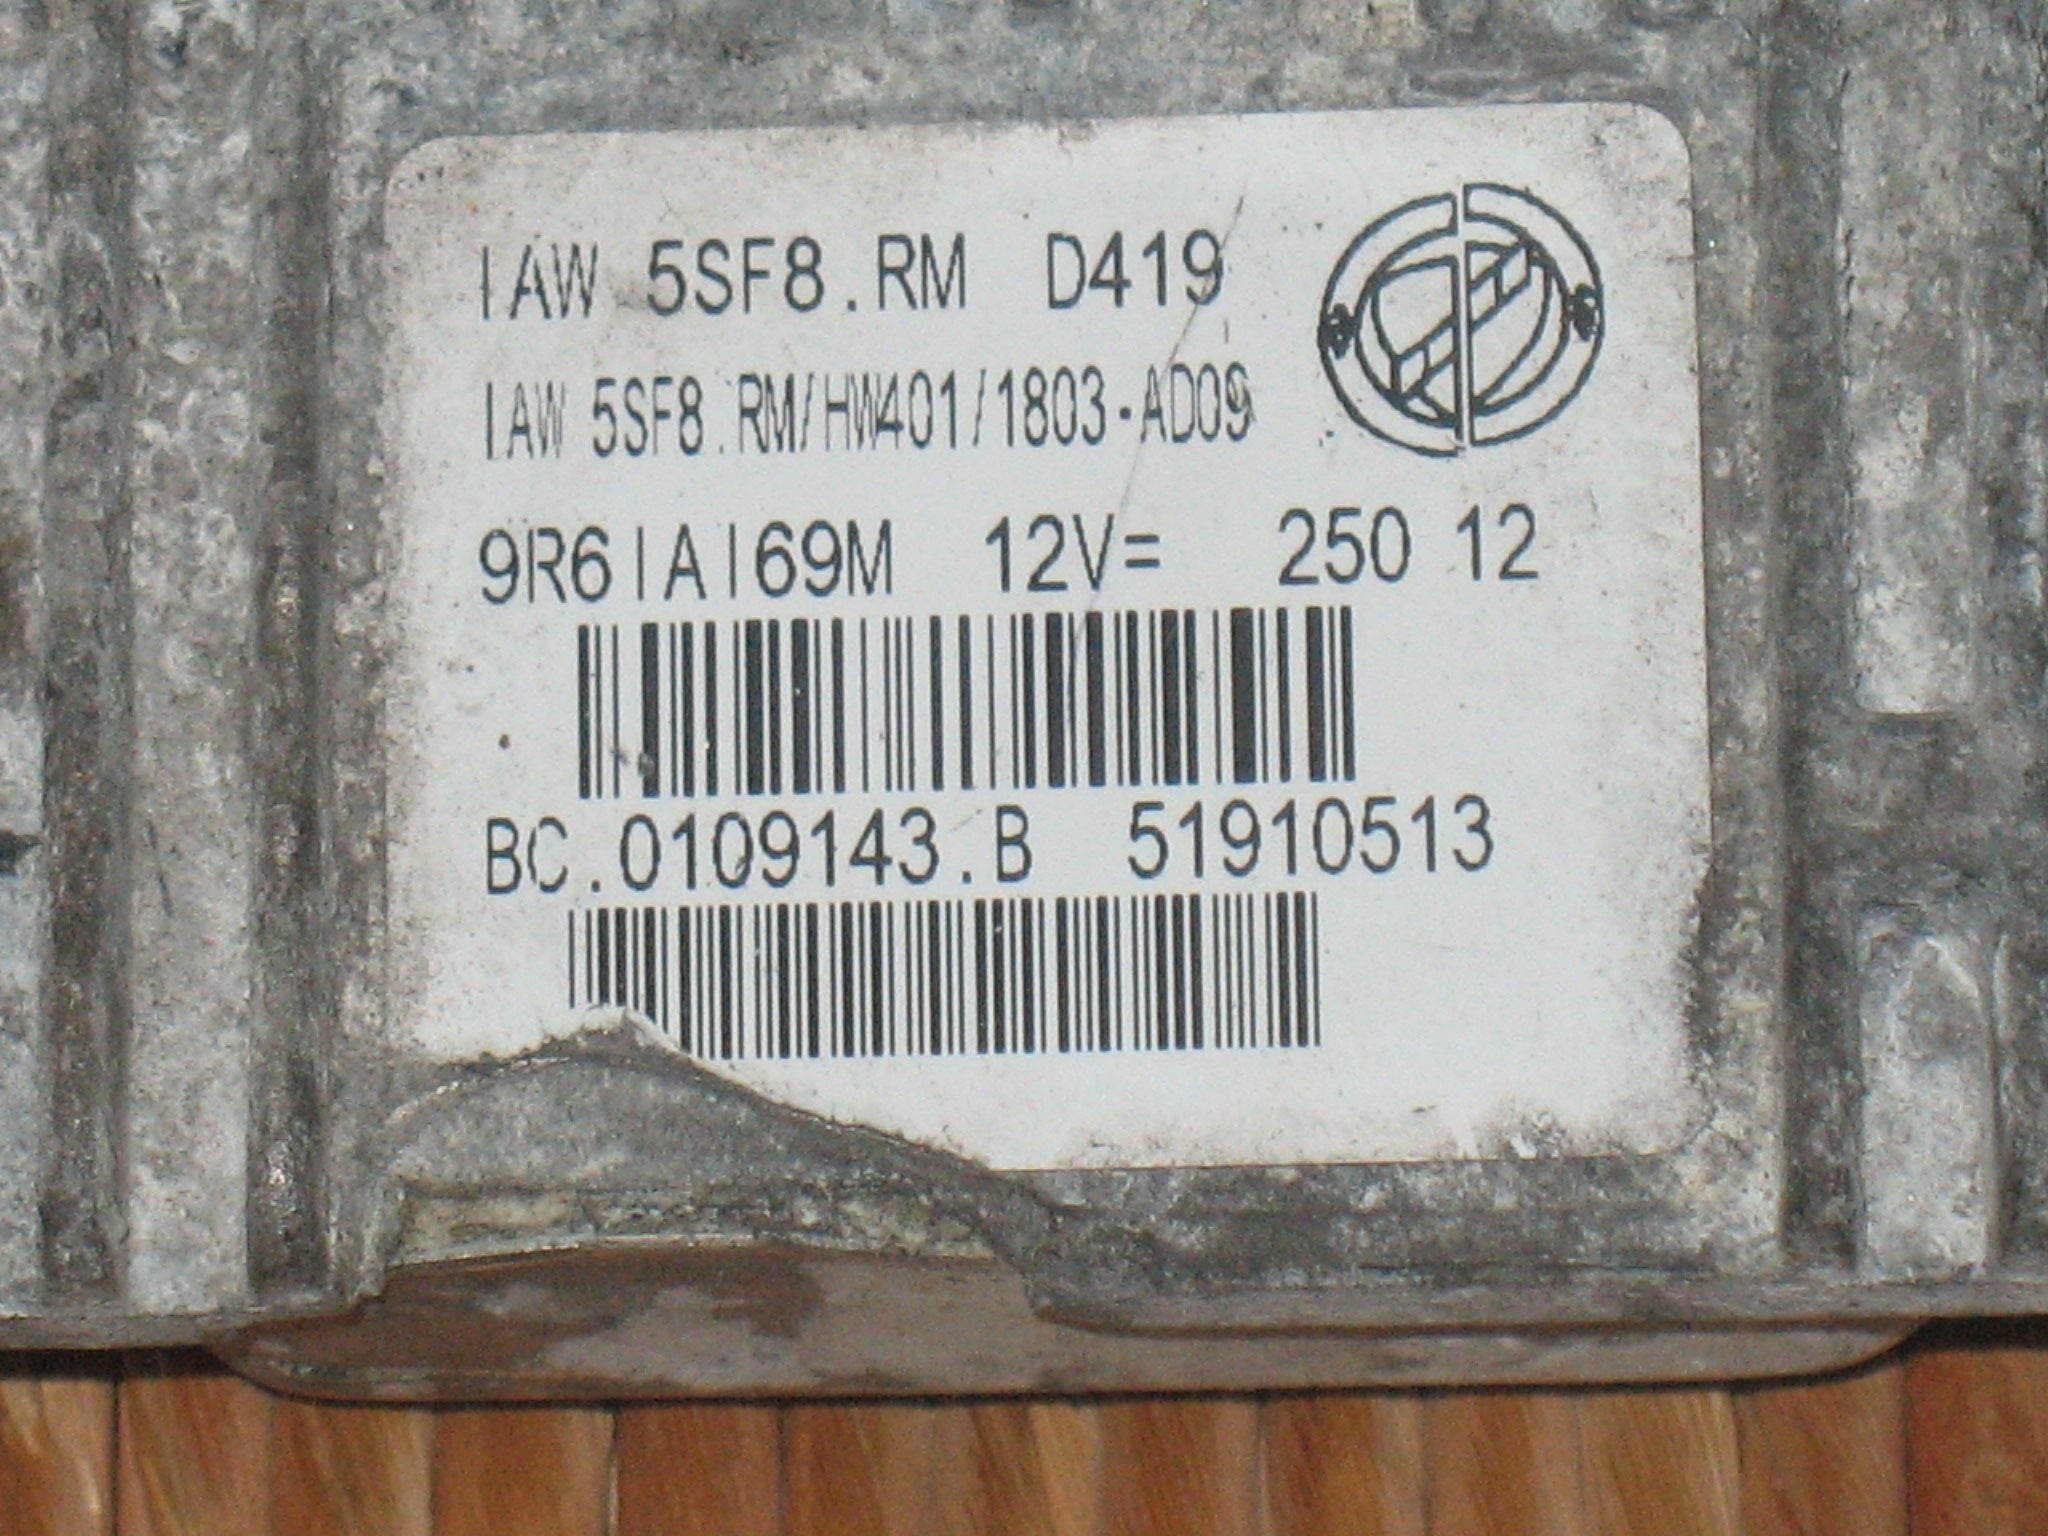 IAW 5SF8.RM D419
IAW 5SF8.RM/HW401/1803-AD09
9R6IAI69M 12V= 250 12
BC.0109143.B 51910513